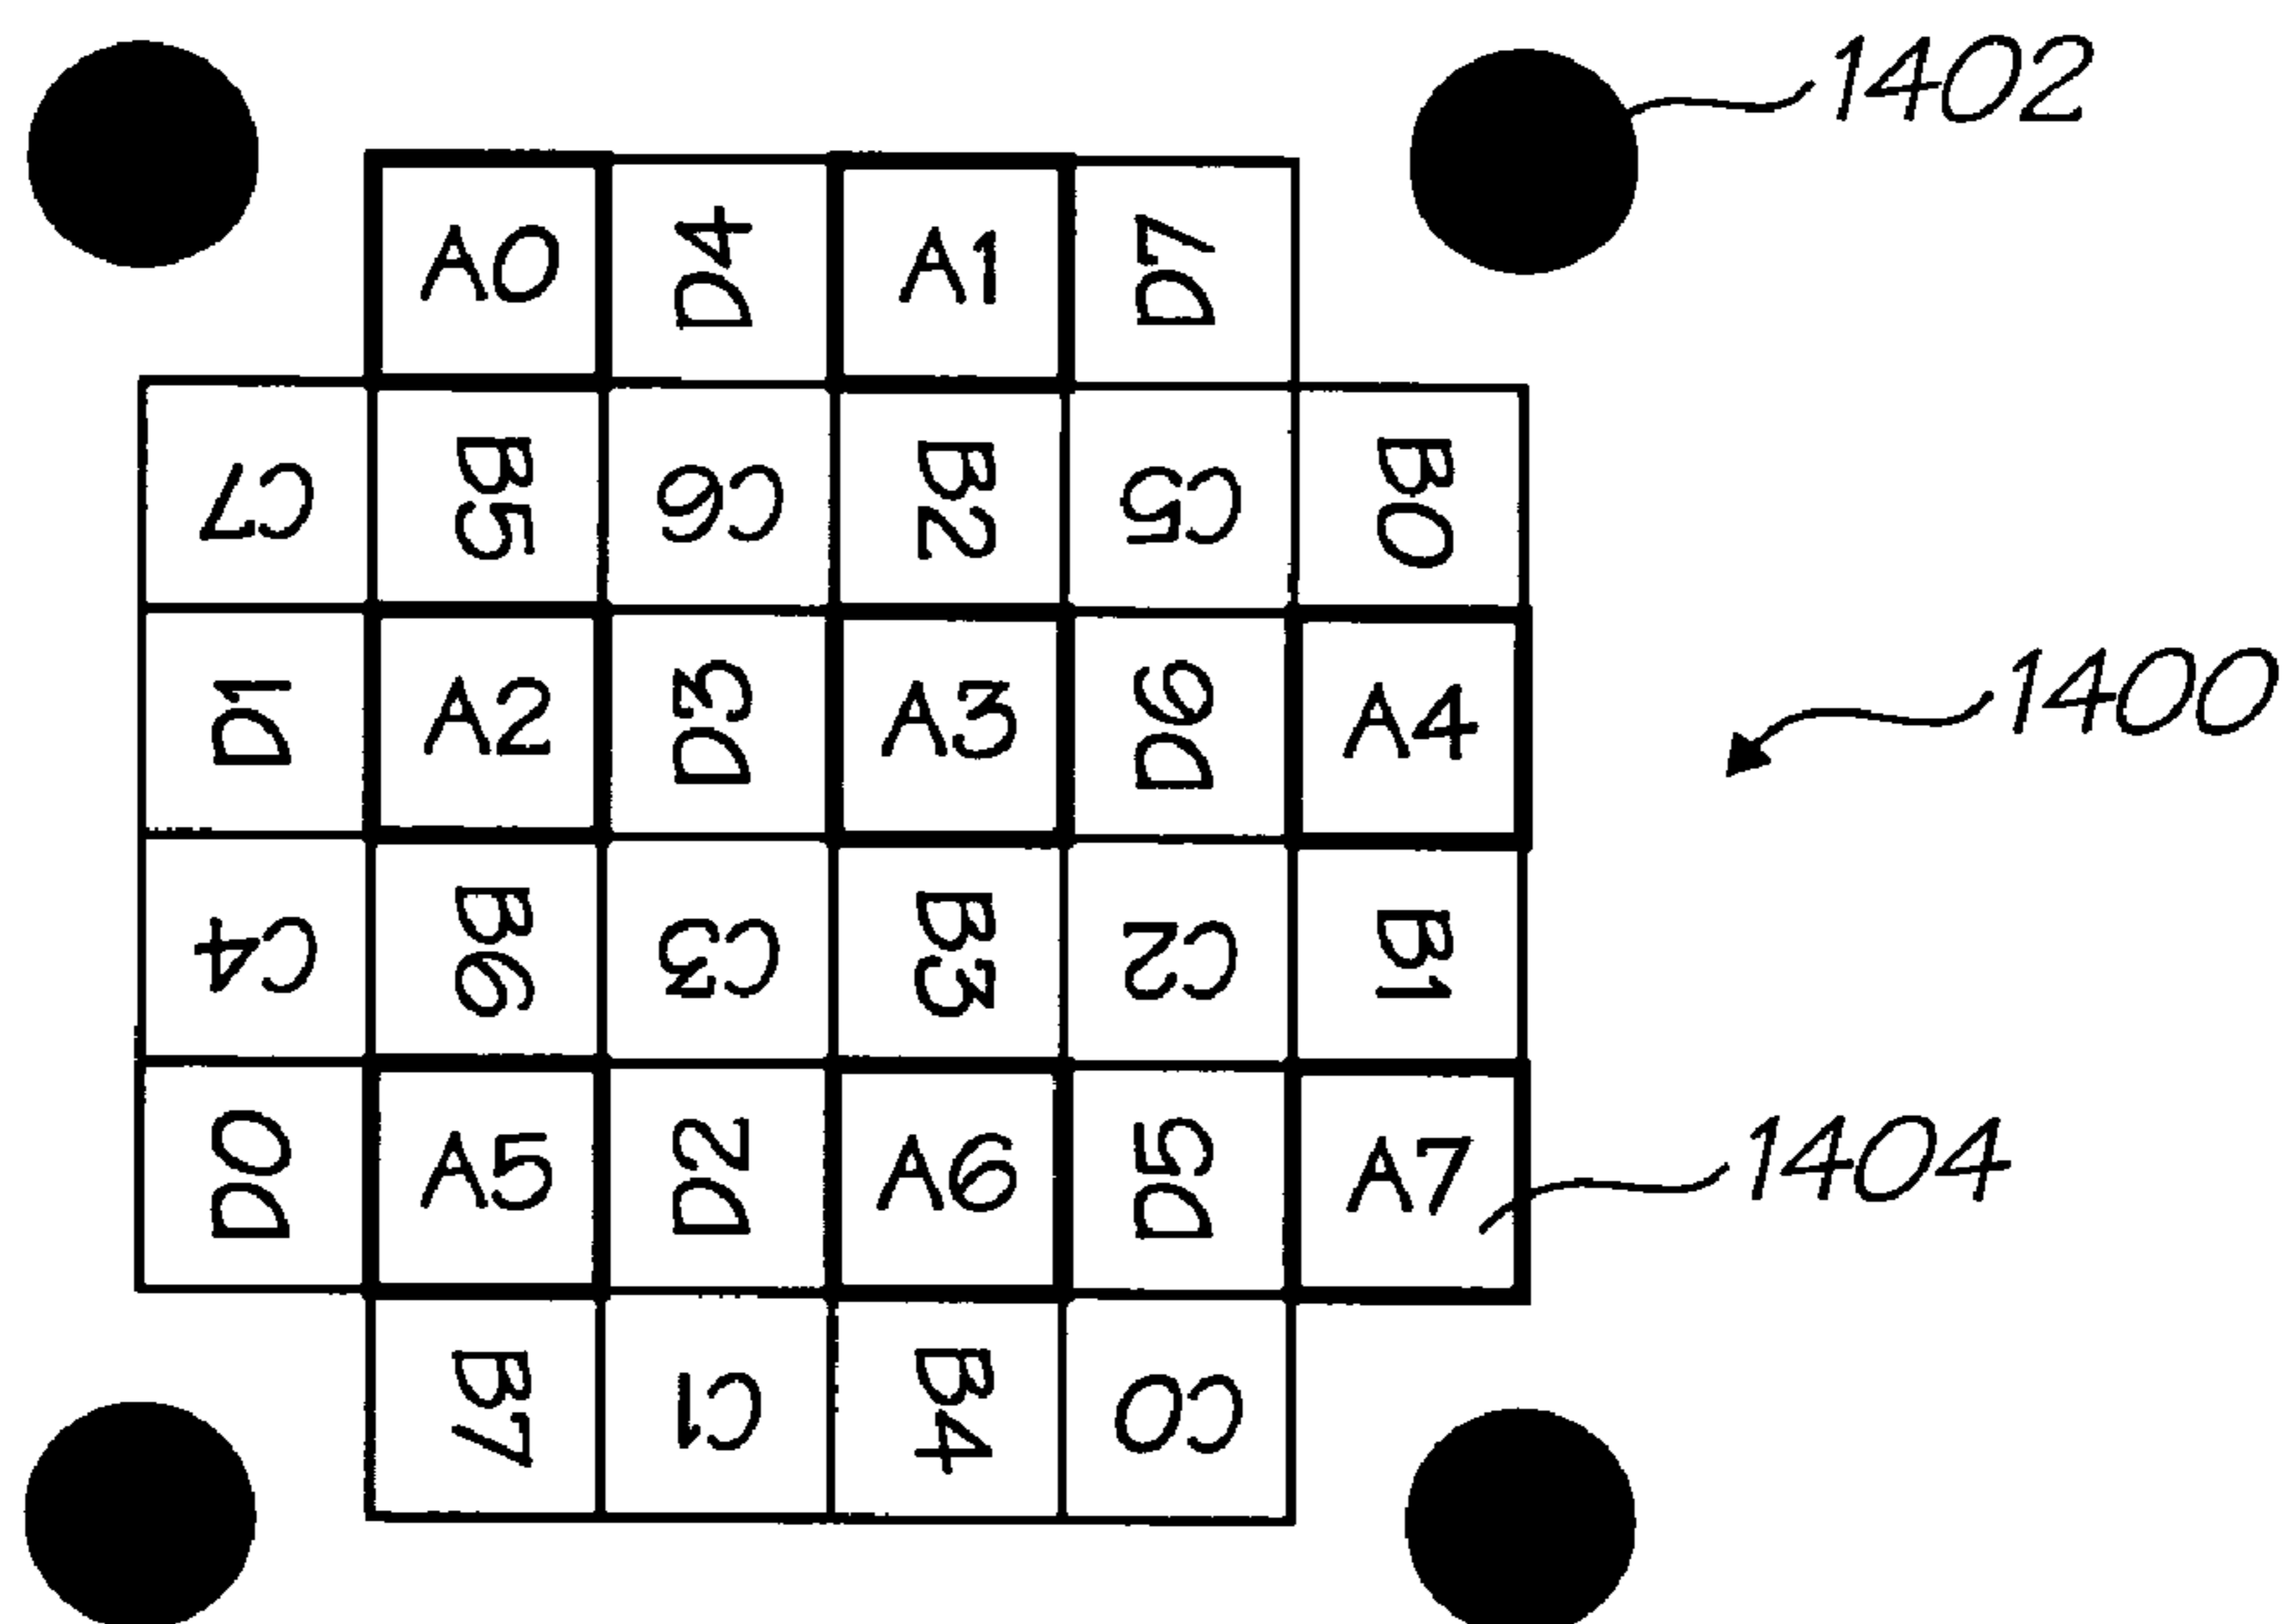 1402
A0 D4 A1 D7
C7 B5 C6 B2 C5 B0
1400
D1 A2 D3 A3 D6 A4
C4 B6 C3 B3 C2 B1
D0 A5 D2 A6 D5 A7
1404
B7 C1 B4 C0